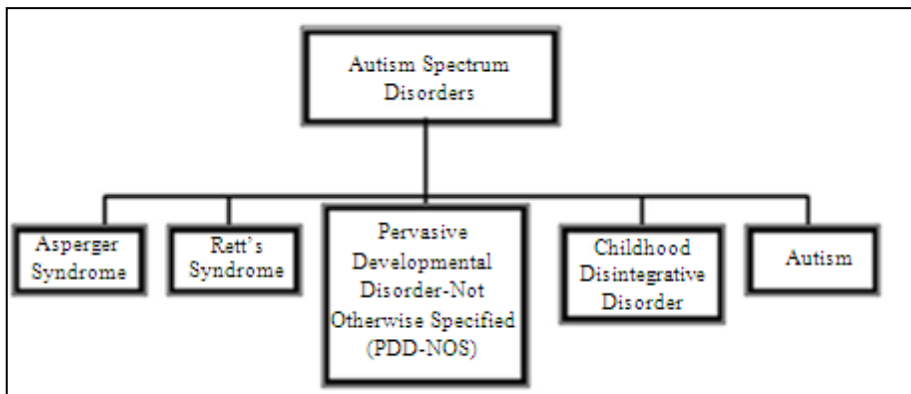 Autism Spectrum
Disorders
Asperger
Syndrome
Rett's
Syndrome
Pervasive
Developmental
Disorder-Not
Otherwise Specified
(PDD-NOS)
Childhood
Disintegrative
Disorder
Autism